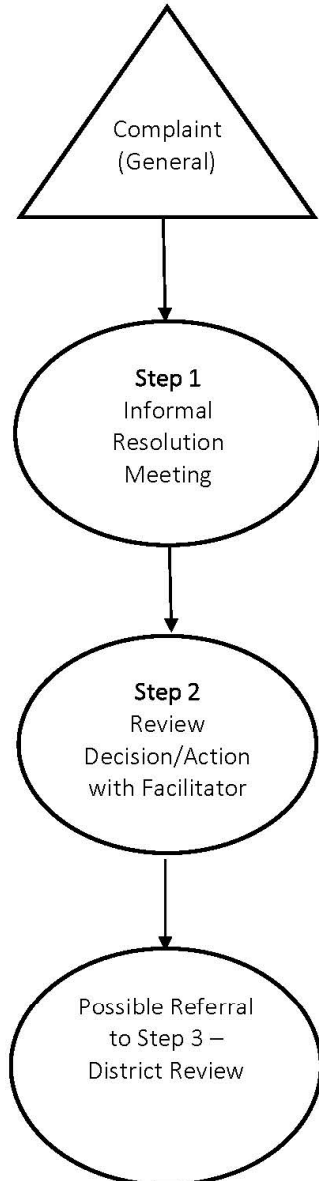 Complaint
(General)
Step 1
Informal
Resolution
Meeting
Step 2
Review
Decision/Action
with Facilitator
Possible Referral
to Step 3 –
District Review